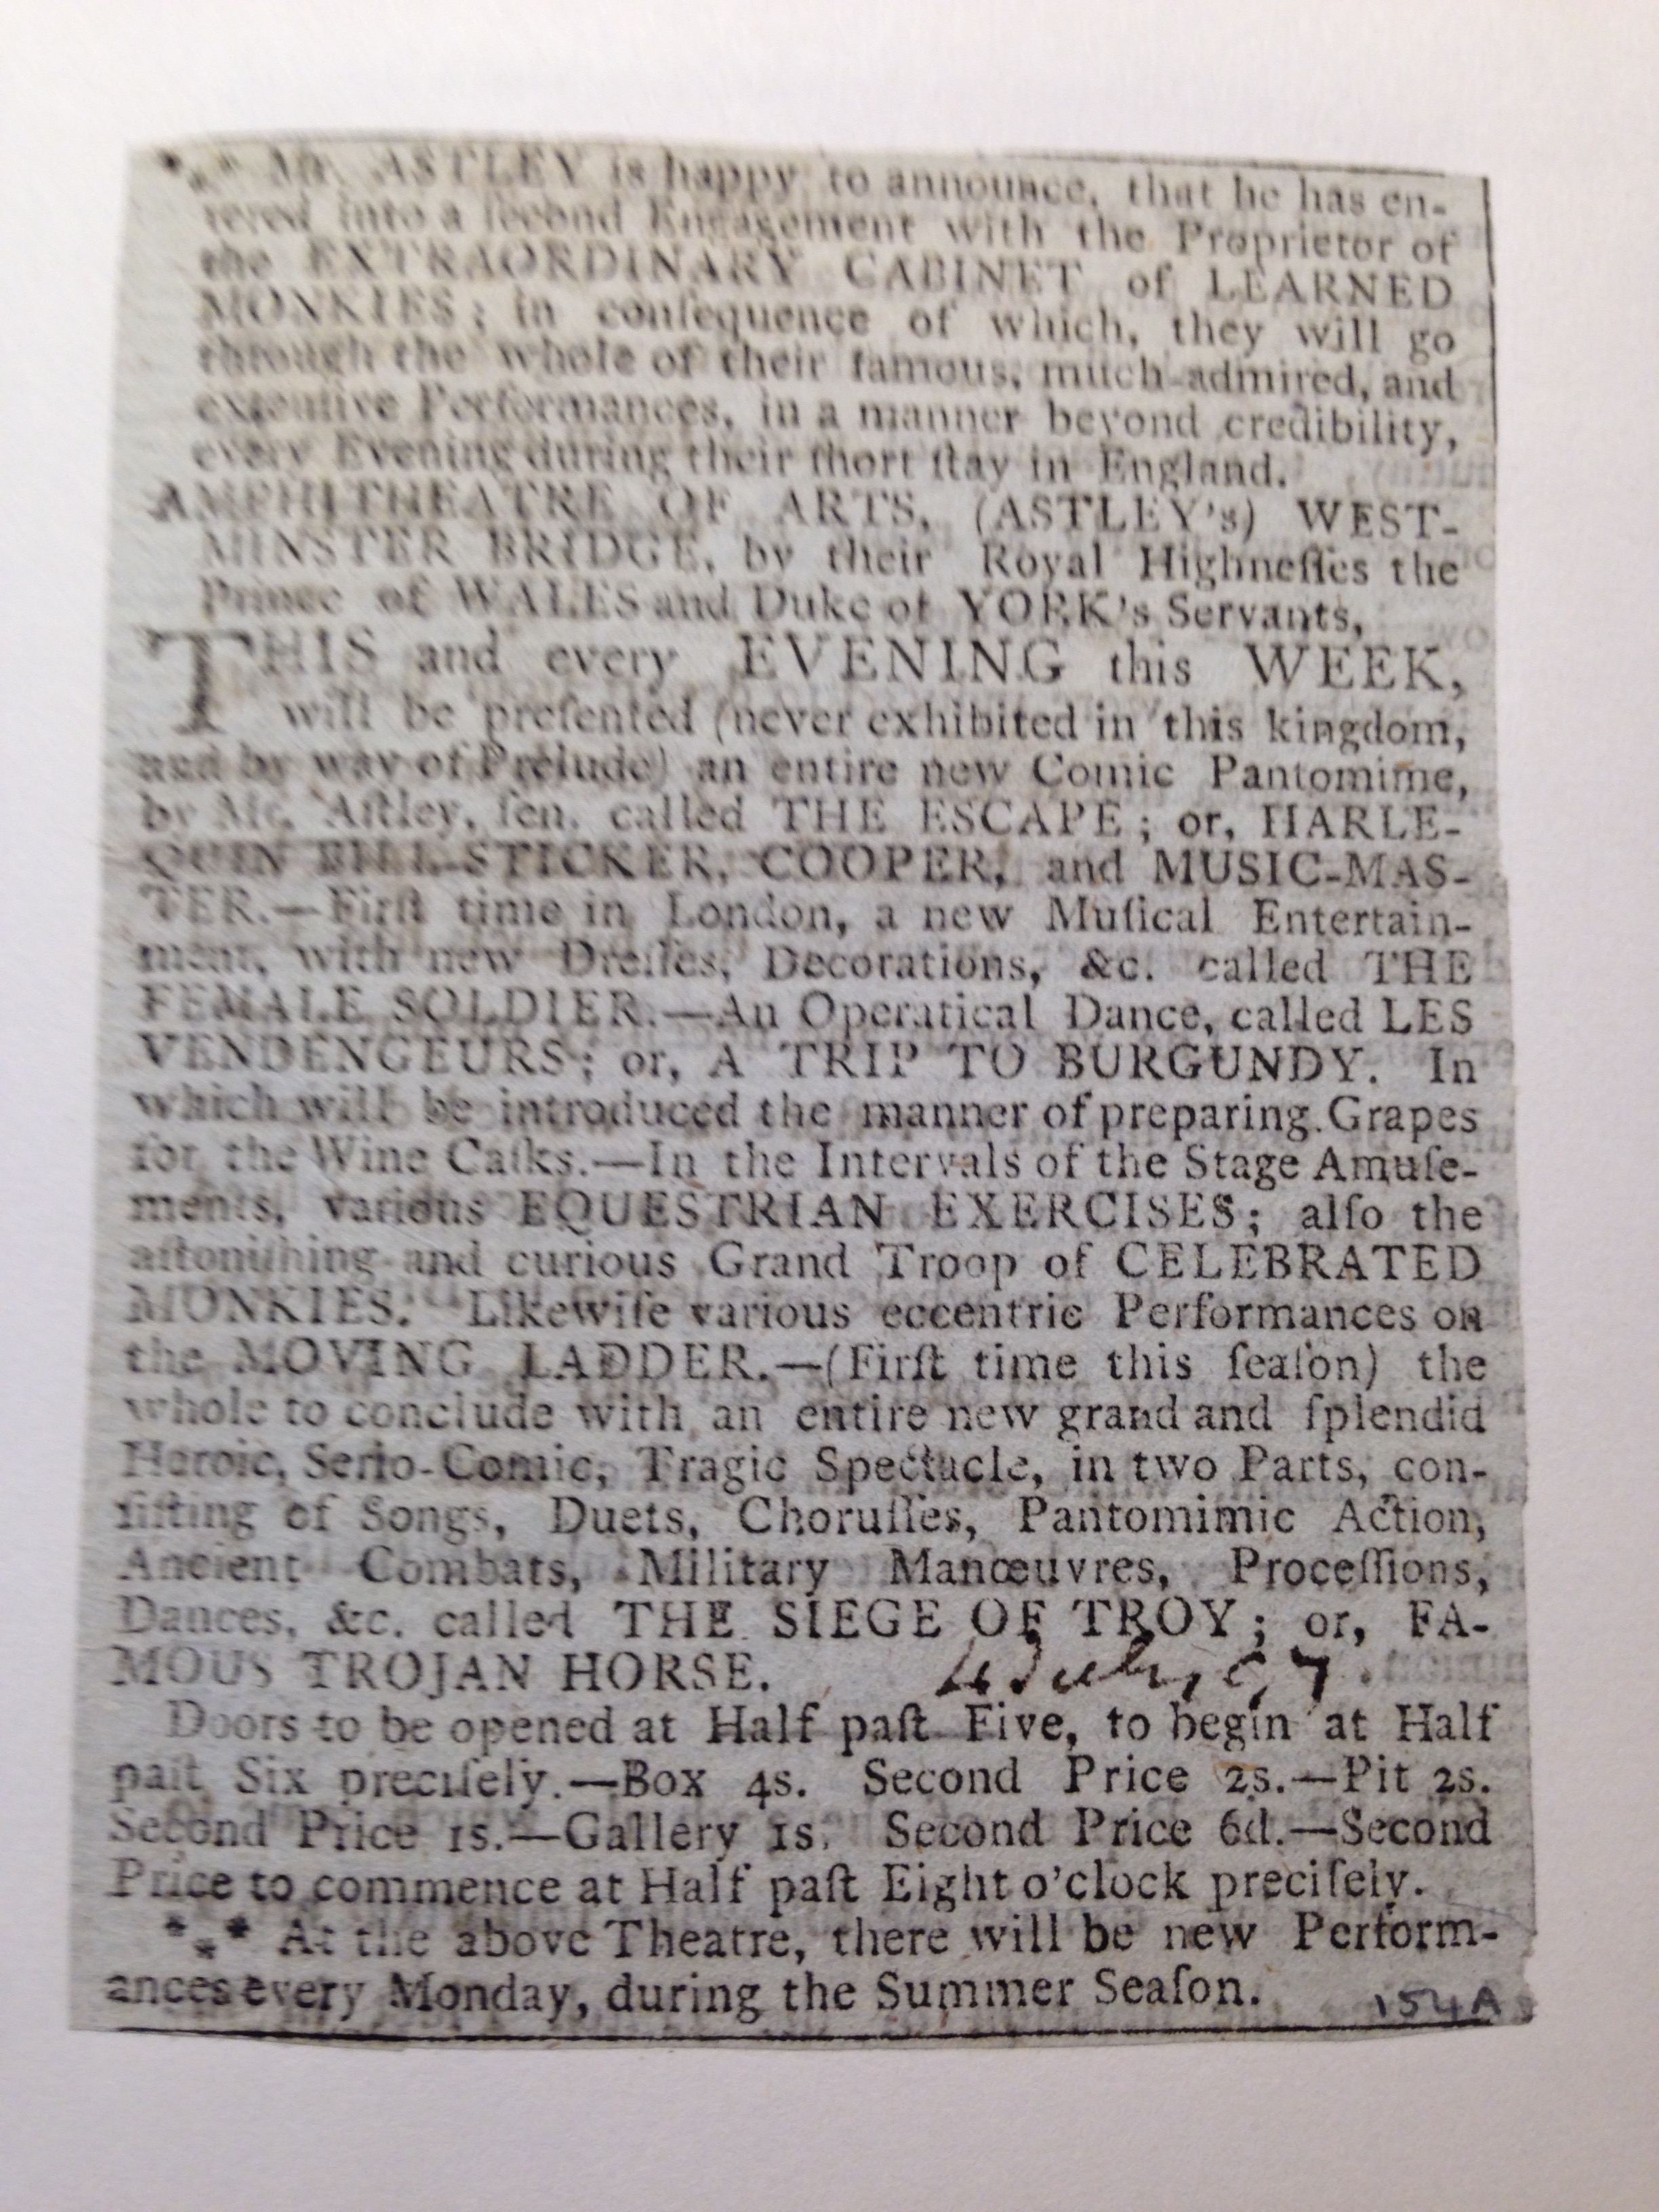 *⁎* Mr. ASTLEY is happy to announce, that he has en-
tered into a ſecond Engagement with the Proprietor of
the EXTRAORDINARY CABINET of LEARNED
MONKIES; in conſequence of which, they will go
through the whole of their famous, much-admired, and
extenſive Performances, in a manner beyond credibility,
every Evening during their ſhort ſtay in England.
AMPHITHEATRE OF ARTS, (ASTLEY's) WEST-
MINSTER BRIDGE, by their Royal Highneſſes the
Prince of WALES and Duke of YORK's Servants,
THIS and every EVENING this WEEK,
will be preſented (never exhibited in this kingdom,
and by way of Prelude) an entire new Comic Pantomime,
by Mr. Aſtley, ſen. called THE ESCAPE; or, HARLE-
QUIN BILL-STICKER, COOPER, and MUSIC-MAS-
TER.—Firſt time in London, a new Muſical Entertain-
ment, with new Dreſſes, Decorations, &c. called THE
FEMALE SOLDIER.—An Operatical Dance, called LES
VENDENGEURS; or, A TRIP TO BURGUNDY. In
which will be introduced the manner of preparing Grapes
for the Wine Caſks.—In the Intervals of the Stage Amuſe-
ments, various EQUESTRIAN EXERCISES; alſo the
aſtoniſhing and curious Grand Troop of CELEBRATED
MONKIES. Likewiſe various eccentric Performances on
the MOVING LADDER.—(Firſt time this ſeaſon) the
whole to conclude with an entire new grand and ſplendid
Heroic, Serio-Comic, Tragic Spectacle, in two Parts, con-
ſiſting of Songs, Duets, Choruſſes, Pantomimic Action,
Ancient Combats, Military Manœuvres, Proceſſions,
Dances, &c. called THE SIEGE OF TROY; or, FA-
MOUS TROJAN HORSE. July,
Doors to be opened at Half paſt Five, to begin at Half
paſt Six preciſely.—Box 4s. Second Price 2s.—Pit 2s.
Second Price 1s.—Gallery 1s. Second Price 6d.—Second
Price to commence at Half paſt Eight o'clock preciſely.
*⁎* At the above Theatre, there will be new Perform-
ances every Monday, during the Summer Seaſon.
154A